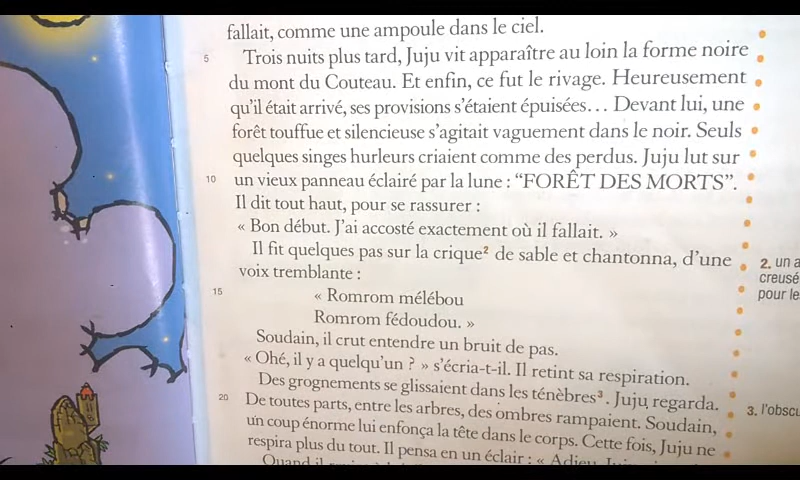 fallait, comme une ampoule dans le ciel.
5 Trois nuits plus tard, Juju vit apparaître au loin la forme noire
du mont du Couteau. Et enfin, ce fut le rivage. Heureusement
qu'il était arrivé, ses provisions s'étaient épuisées… Devant lui, une
forêt touffue et silencieuse s'agitait vaguement dans le noir. Seuls
quelques singes hurleurs criaient comme des perdus. Juju lut sur
10 un vieux panneau éclairé par la lune : “FORÊT DES MORTS”.
Il dit tout haut, pour se rassurer :
« Bon début. J'ai accosté exactement où il fallait. »
Il fit quelques pas sur la crique² de sable et chantonna, d'une
voix tremblante :
15 « Romrom mélébou
Romrom fédoudou. »
Soudain, il crut entendre un bruit de pas.
« Ohé, il y a quelqu'un ? » s'écria-t-il. Il retint sa respiration.
Des grognements se glissaient dans les ténèbres³. Juju regarda.
20 De toutes parts, entre les arbres, des ombres rampaient. Soudain,
un coup énorme lui enfonça la tête dans le corps. Cette fois, Juju ne
respira plus du tout. Il pensa en un éclair : « Adieu,
Quand il
2. un a
creusé
pour le
3. l'obscu